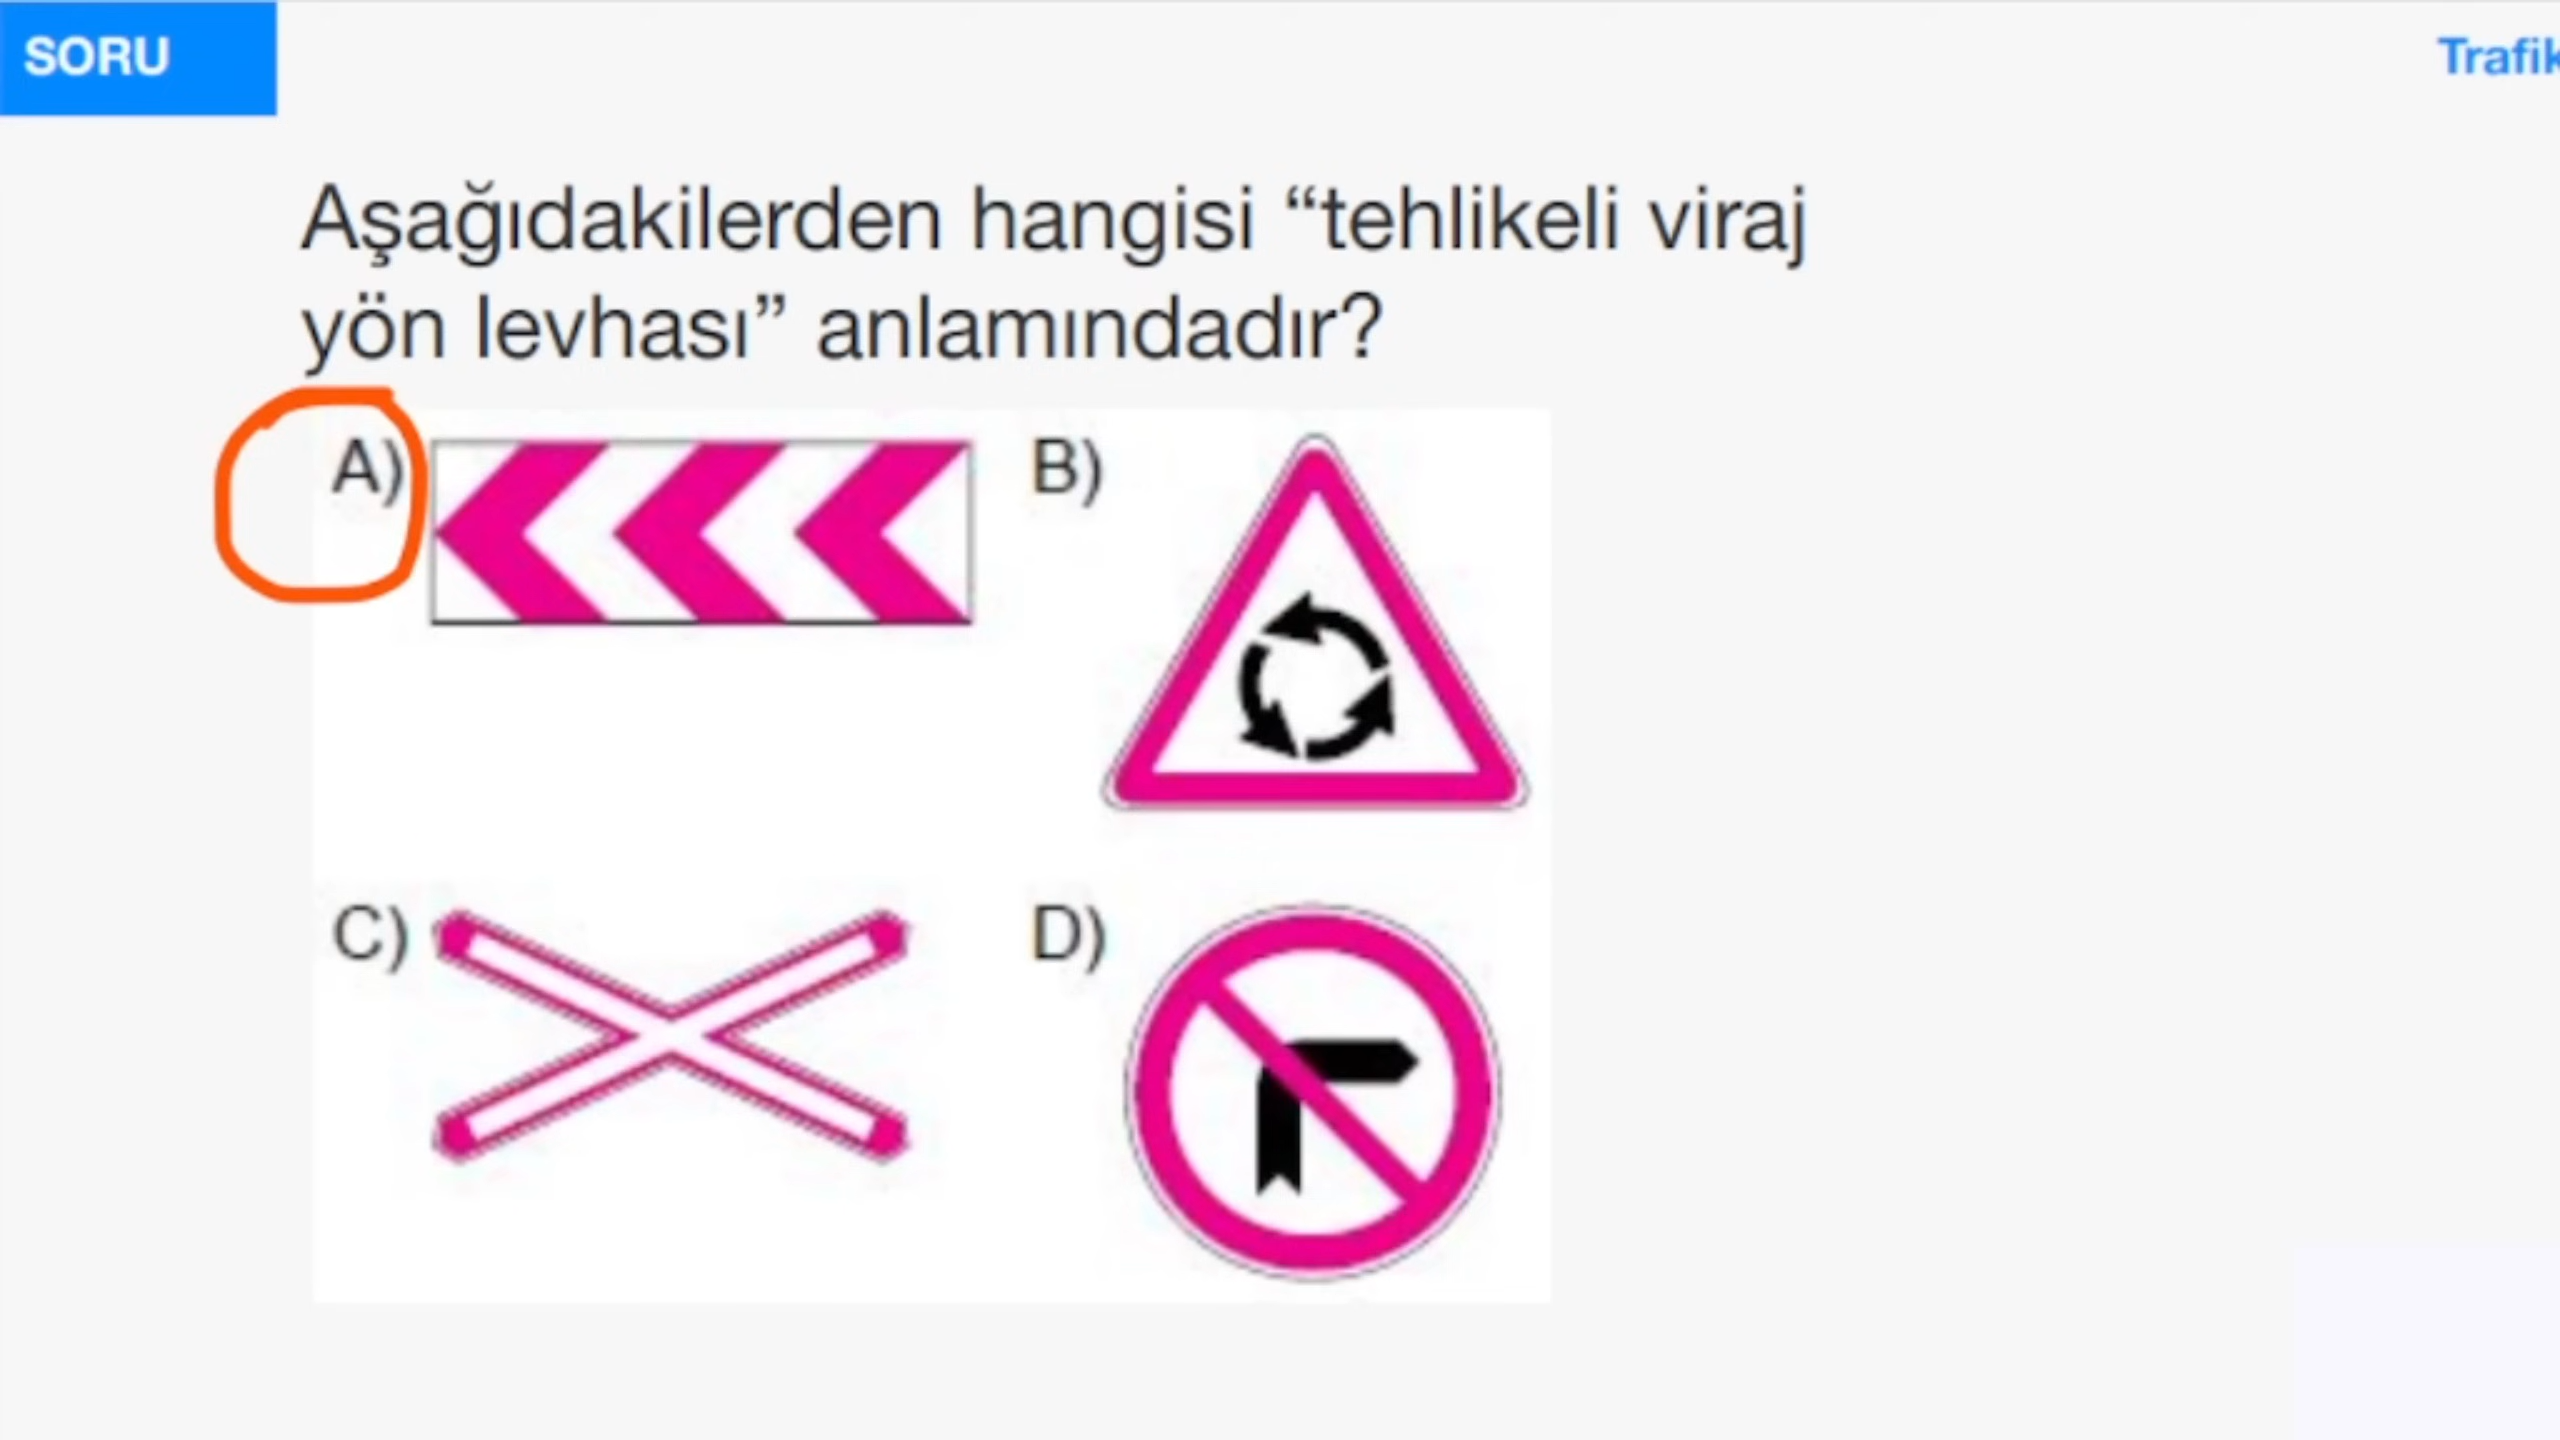 SORU
Trafik
Aşağıdakilerden hangisi “tehlikeli viraj
yön levhası” anlamındadır?
A)
B)
C)
D)